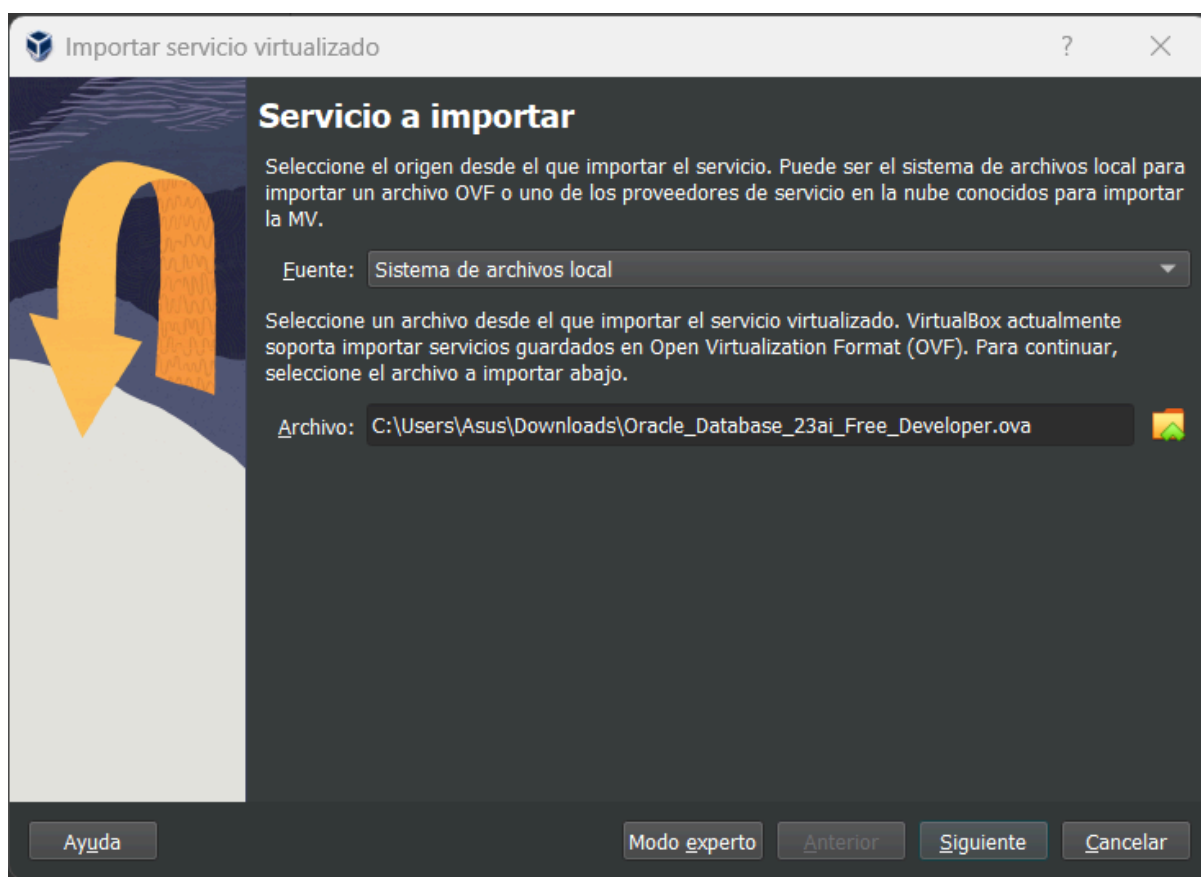 Importar servicio virtualizado
?
Servicio a importar
Seleccione el origen desde el que importar el servicio. Puede ser el sistema de archivos local para
importar un archivo OVF o uno de los proveedores de servicio en la nube conocidos para importar
la MV.
Fuente: Sistema de archivos local
Seleccione un archivo desde el que importar el servicio virtualizado. VirtualBox actualmente
soporta importar servicios guardados en Open Virtualization Format (OVF). Para continuar,
seleccione el archivo a importar abajo.
Archivo: C:\Users\Asus\Downloads\Oracle_Database_23ai_Free_Developer.ova
Ayuda Modo experto Anterior Siguiente Cancelar